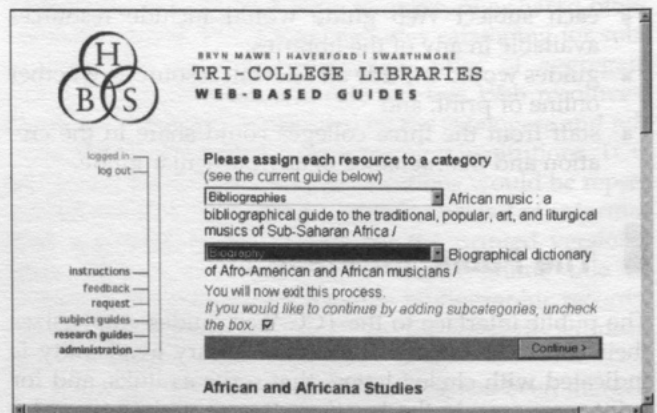 H
B S
BRYN MAWR | HAVERFORD | SWARTHMORE
TRI-COLLEGE LIBRARIES
WEB-BASED GUIDES
logged in
log out
instructions
feedback
request
subject guides
research guides
administration
Please assign each resource to a category
(see the current guide below)
Bibliographies African music : a
bibliographical guide to the traditional, popular, art, and liturgical
musics of Sub-Saharan Africa /
Biography Biographical dictionary
of Afro-American and African musicians /
You will now exit this process.
If you would like to continue by adding subcategories, uncheck
the box.
Continue >
African and Africana Studies